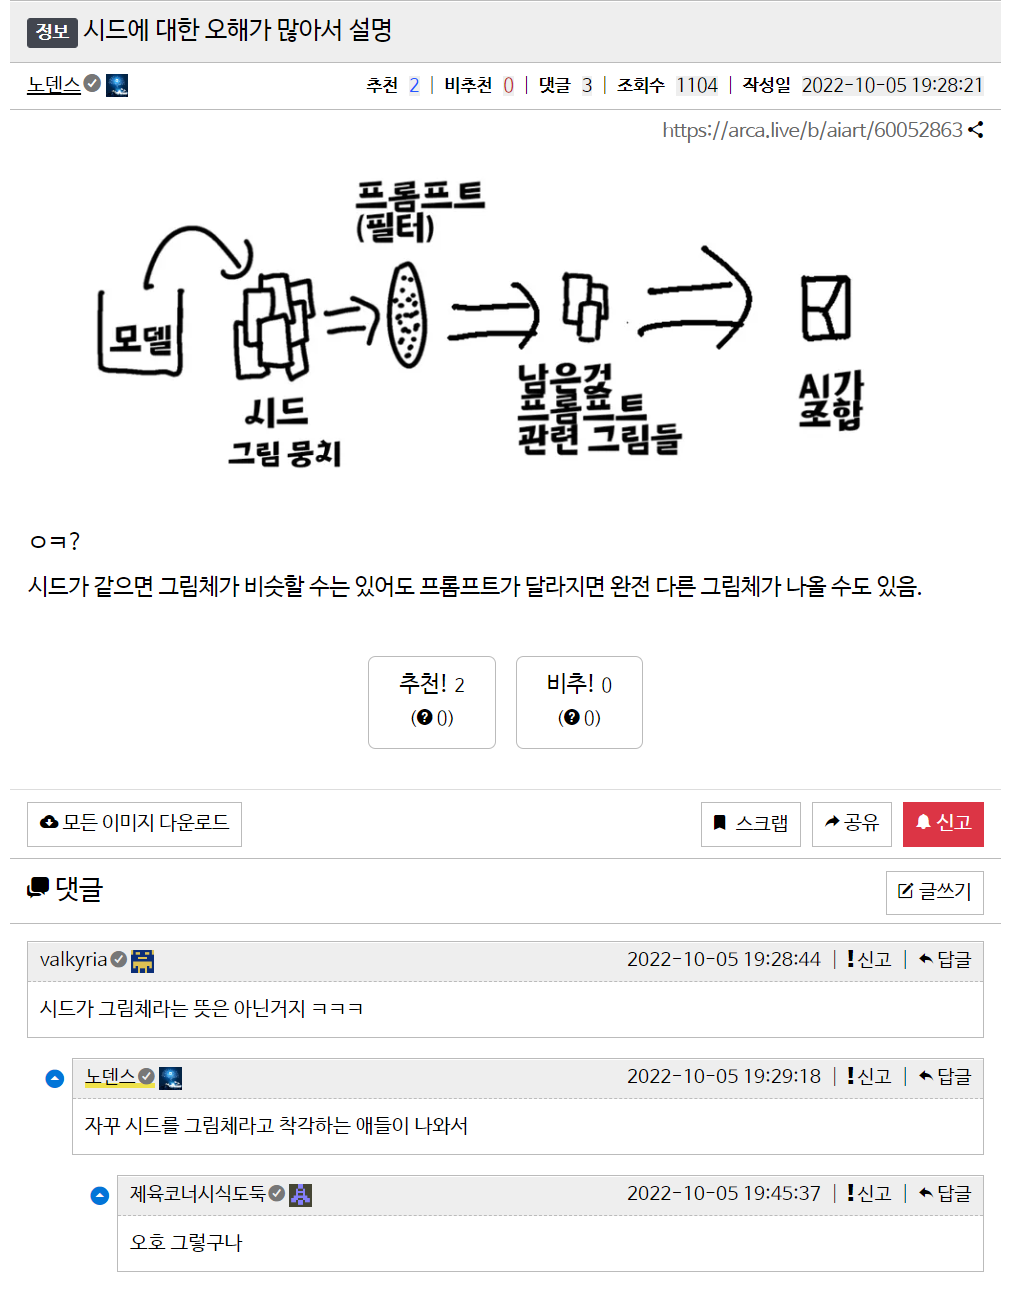 정보 시드에 대한 오해가 많아서 설명
노덴스 추천 2 | 비추천 0 | 댓글 3 | 조회수 1104 | 작성일 2022-10-05 19:28:21
https://arca.live/b/aiart/60052863
프롬프트
(필터)
모델
시드
그림 뭉치
남은것
프롬프트
관련 그림들
AI가
조합
ㅇㅋ?
시드가 같으면 그림체가 비슷할 수는 있어도 프롬프트가 달라지면 완전 다른 그림체가 나올 수도 있음.
추천! 2
(? 0)
비추! 0
(? 0)
모든 이미지 다운로드
스크랩
공유
신고
댓글
글쓰기
valkyria 2022-10-05 19:28:44 | 신고 | 답글
시드가 그림체라는 뜻은 아닌거지 ㅋㅋㅋ
노덴스 2022-10-05 19:29:18 | 신고 | 답글
자꾸 시드를 그림체라고 착각하는 애들이 나와서
제육코너시식도둑 2022-10-05 19:45:37 | 신고 | 답글
오호 그렇구나